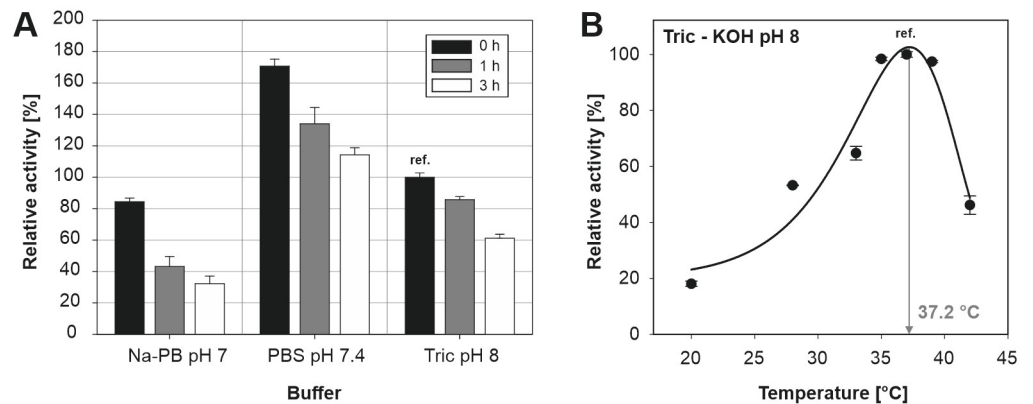 A
Relative activity [%]
200
180
160
140
120
100
80
60
40
20
0
0 h
1 h
3 h
ref.
Na-PB pH 7
PBS pH 7.4
Tric pH 8
Buffer
B
Relative activity [%]
100
80
60
40
20
0
Tric - KOH pH 8
ref.
37.2 °C
20
25
30
35
40
45
Temperature [°C]